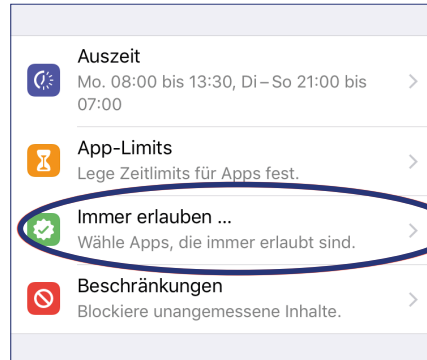 Auszeit
Mo. 08:00 bis 13:30, Di – So 21:00 bis
07:00
App-Limits
Lege Zeitlimits für Apps fest.
Immer erlauben ...
Wähle Apps, die immer erlaubt sind.
Beschränkungen
Blockiere unangemessene Inhalte.